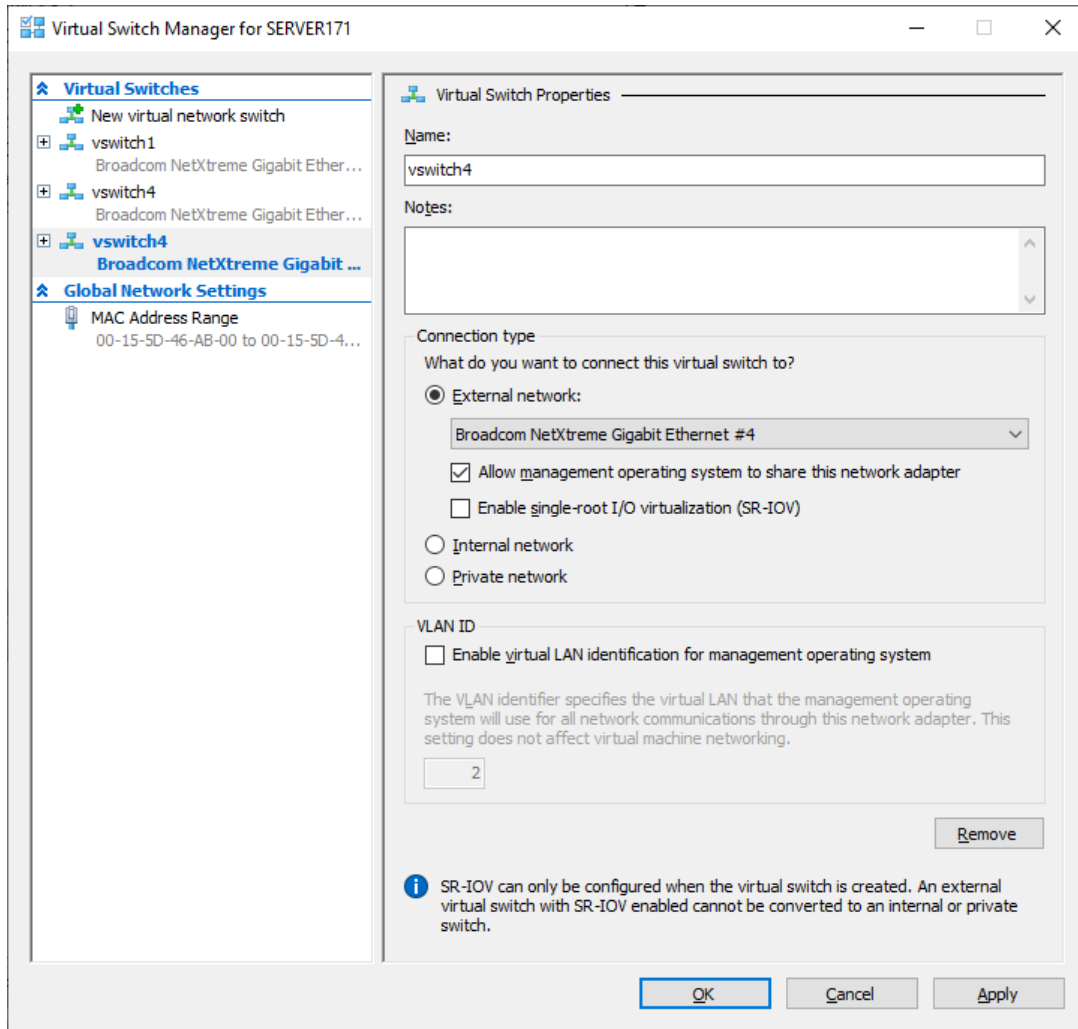 Virtual Switch Manager for SERVER171
Virtual Switches
New virtual network switch
vswitch1
Broadcom NetXtreme Gigabit Ether...
vswitch4
Broadcom NetXtreme Gigabit Ether...
vswitch4
Broadcom NetXtreme Gigabit ...
Global Network Settings
MAC Address Range
00-15-5D-46-AB-00 to 00-15-5D-4...
Virtual Switch Properties
Name:
vswitch4
Notes:
Connection type
What do you want to connect this virtual switch to?
External network:
Broadcom NetXtreme Gigabit Ethernet #4
Allow management operating system to share this network adapter
Enable single-root I/O virtualization (SR-IOV)
Internal network
Private network
VLAN ID
Enable virtual LAN identification for management operating system
The VLAN identifier specifies the virtual LAN that the management operating
system will use for all network communications through this network adapter. This
setting does not affect virtual machine networking.
2
Remove
SR-IOV can only be configured when the virtual switch is created. An external
virtual switch with SR-IOV enabled cannot be converted to an internal or private
switch.
OK
Cancel
Apply